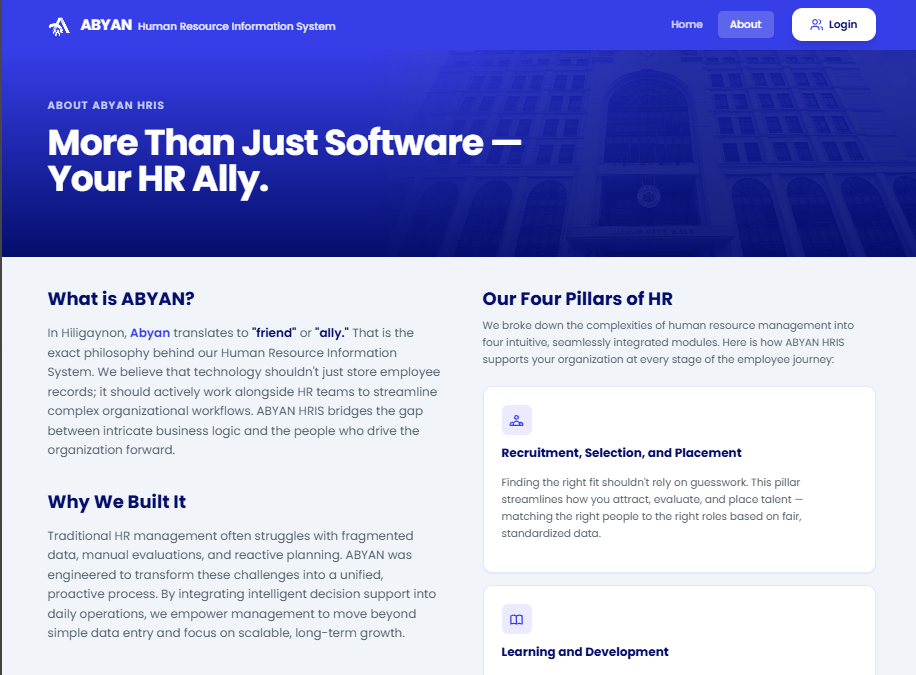 ABYAN Human Resource Information System
Home
About
Login
ABOUT ABYAN HRIS
More Than Just Software —
Your HR Ally.
What is ABYAN?
In Hiligaynon, Abyan translates to "friend" or "ally." That is the
exact philosophy behind our Human Resource Information
System. We believe that technology shouldn't just store employee
records; it should actively work alongside HR teams to streamline
complex organizational workflows. ABYAN HRIS bridges the gap
between intricate business logic and the people who drive the
organization forward.
Why We Built It
Traditional HR management often struggles with fragmented
data, manual evaluations, and reactive planning. ABYAN was
engineered to transform these challenges into a unified,
proactive process. By integrating intelligent decision support into
daily operations, we empower management to move beyond
simple data entry and focus on scalable, long-term growth.
Our Four Pillars of HR
We broke down the complexities of human resource management into
four intuitive, seamlessly integrated modules. Here is how ABYAN HRIS
supports your organization at every stage of the employee journey:
Recruitment, Selection, and Placement
Finding the right fit shouldn't rely on guesswork. This pillar
streamlines how you attract, evaluate, and place talent —
matching the right people to the right roles based on fair,
standardized data.
Learning and Development